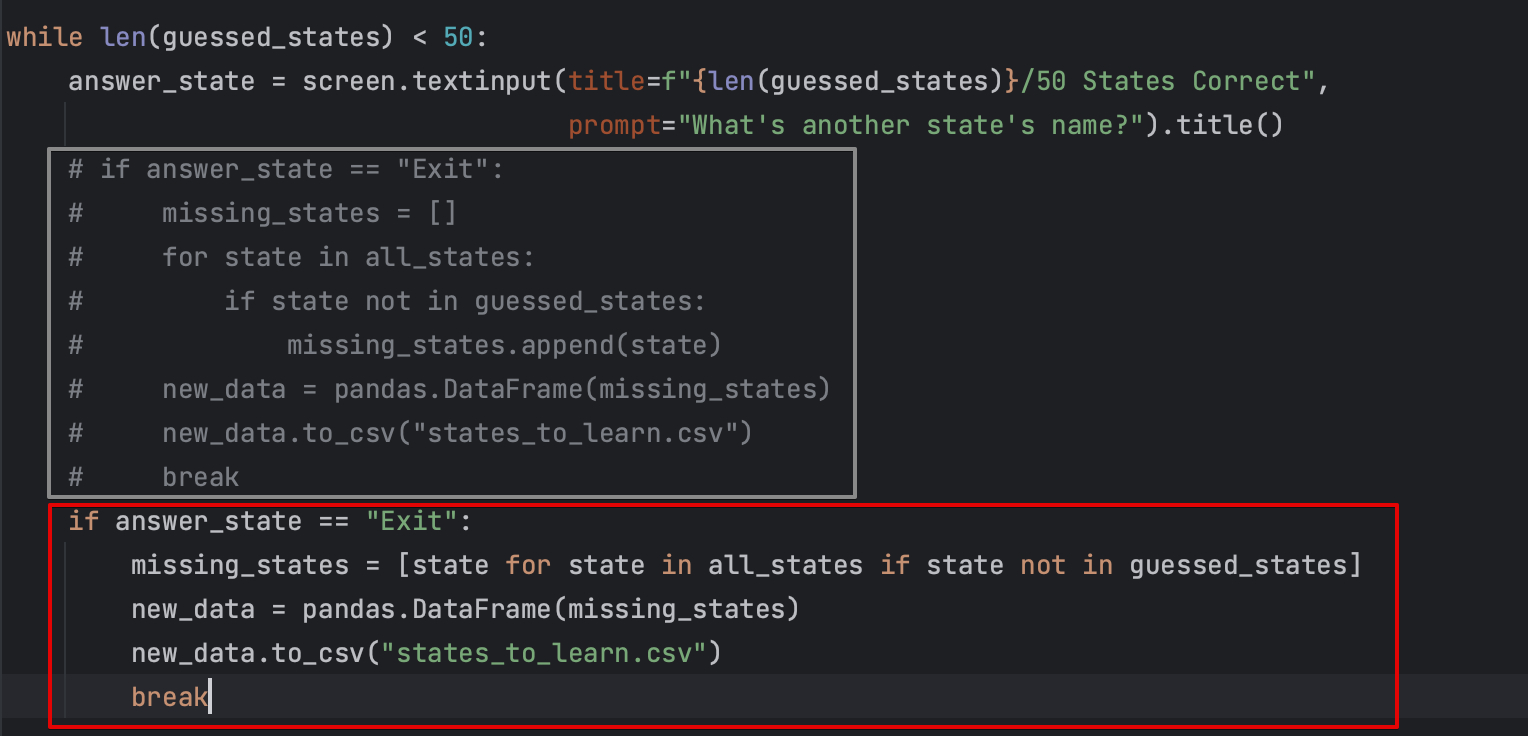 while len(guessed_states) < 50:
    answer_state = screen.textinput(title=f"{len(guessed_states)}/50 States Correct",
                                    prompt="What's another state's name?").title()
    # if answer_state == "Exit":
    #     missing_states = []
    #     for state in all_states:
    #         if state not in guessed_states:
    #             missing_states.append(state)
    #     new_data = pandas.DataFrame(missing_states)
    #     new_data.to_csv("states_to_learn.csv")
    #     break
    if answer_state == "Exit":
        missing_states = [state for state in all_states if state not in guessed_states]
        new_data = pandas.DataFrame(missing_states)
        new_data.to_csv("states_to_learn.csv")
        break